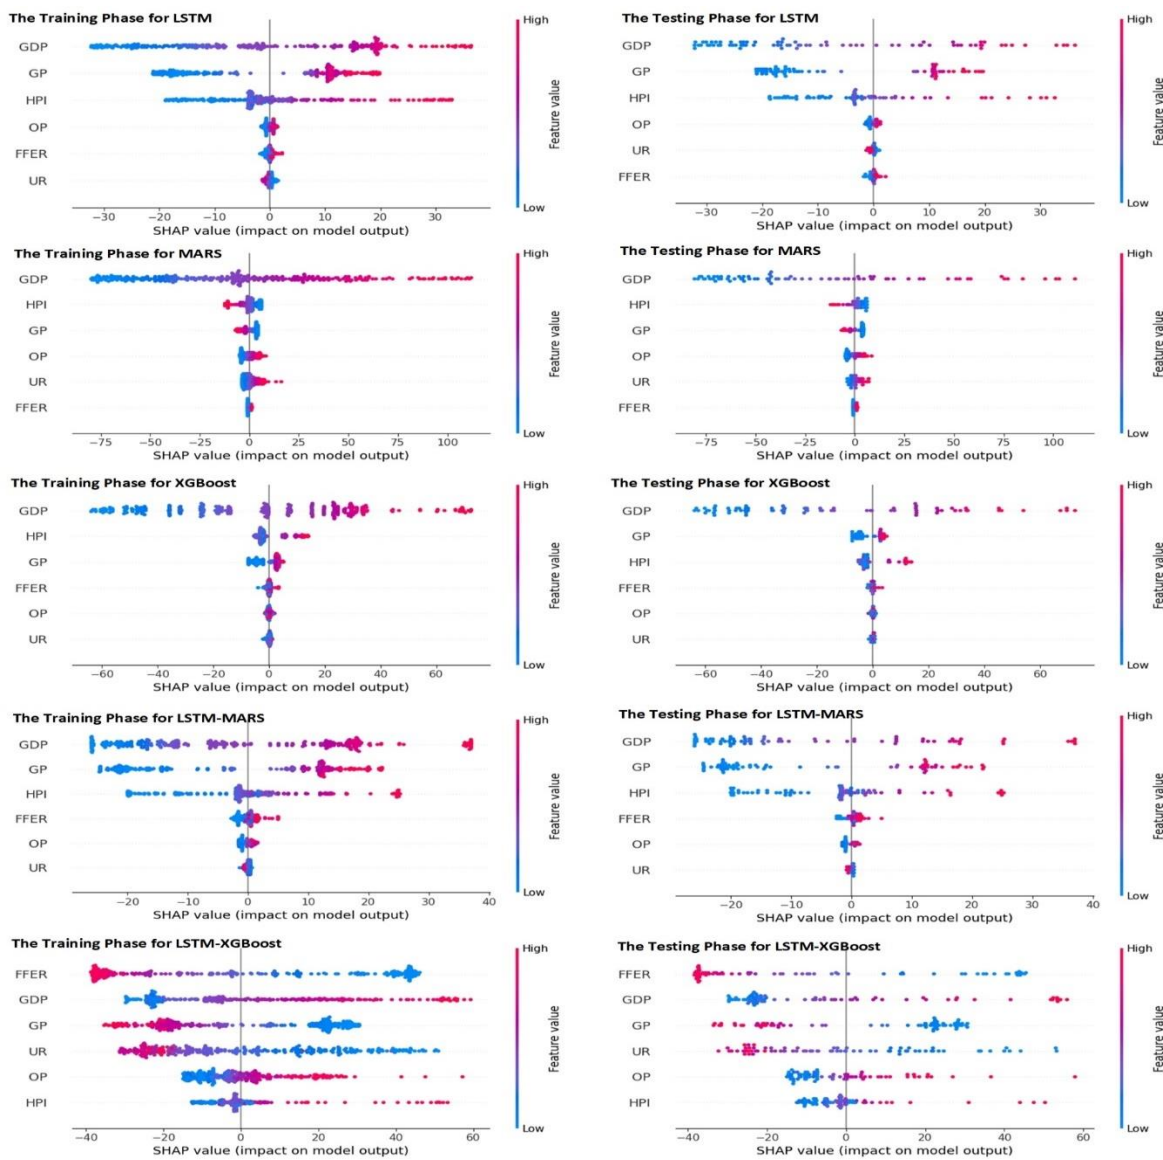 The Training Phase for LSTM
High
GDP
GP
HPI
OP
FFER
UR
Feature value
Low
−30 −20 −10 0 10 20 30
SHAP value (impact on model output)
The Testing Phase for LSTM
High
GDP
GP
HPI
OP
UR
FFER
Feature value
Low
−30 −20 −10 0 10 20 30
SHAP value (impact on model output)
The Training Phase for MARS
High
GDP
HPI
GP
OP
UR
FFER
Feature value
Low
−75 −50 −25 0 25 50 75 100
SHAP value (impact on model output)
The Testing Phase for MARS
High
GDP
HPI
GP
OP
UR
FFER
Feature value
Low
−75 −50 −25 0 25 50 75 100
SHAP value (impact on model output)
The Training Phase for XGBoost
High
GDP
HPI
GP
FFER
OP
UR
Feature value
Low
−60 −40 −20 0 20 40 60
SHAP value (impact on model output)
The Testing Phase for XGBoost
High
GDP
GP
HPI
FFER
OP
UR
Feature value
Low
−60 −40 −20 0 20 40 60
SHAP value (impact on model output)
The Training Phase for LSTM-MARS
High
GDP
GP
HPI
FFER
OP
UR
Feature value
Low
−20 −10 0 10 20 30 40
SHAP value (impact on model output)
The Testing Phase for LSTM-MARS
High
GDP
GP
HPI
FFER
OP
UR
Feature value
Low
−20 −10 0 10 20 30 40
SHAP value (impact on model output)
The Training Phase for LSTM-XGBoost
High
FFER
GDP
GP
UR
OP
HPI
Feature value
Low
−40 −20 0 20 40 60
SHAP value (impact on model output)
The Testing Phase for LSTM-XGBoost
High
FFER
GDP
GP
UR
OP
HPI
Feature value
Low
−40 −20 0 20 40 60
SHAP value (impact on model output)